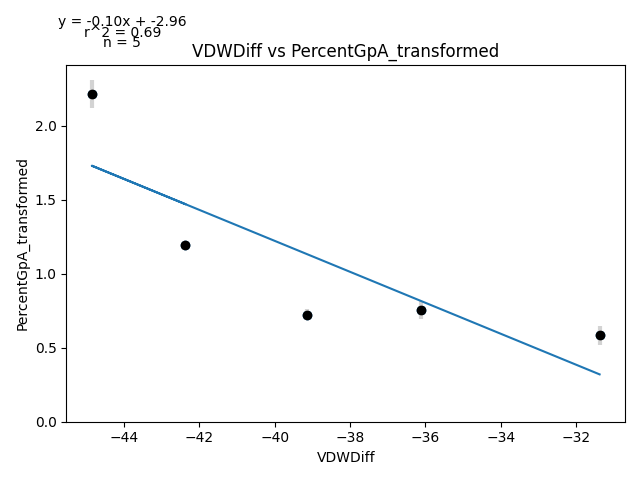 y = -0.10x + -2.96
r^2 = 0.69
n = 5
VDWDiff vs PercentGpA_transformed
PercentGpA_transformed
2.0
1.5
1.0
0.5
0.0
−44
−42
−40
−38
−36
−34
−32
VDWDiff